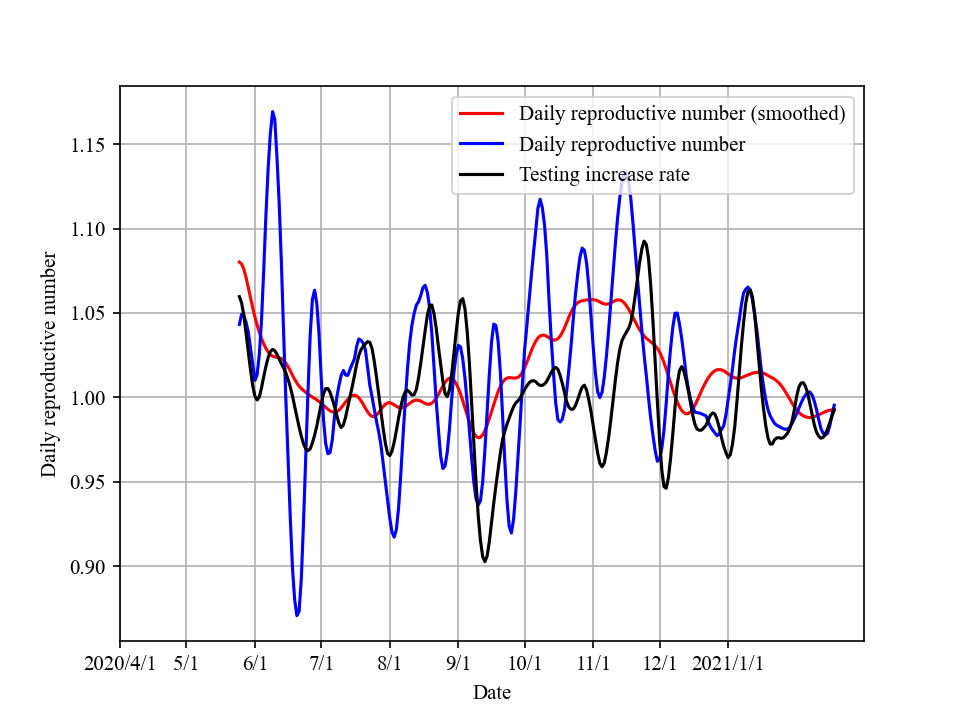 Daily reproductive number (smoothed)
Daily reproductive number
Testing increase rate
Daily reproductive number
1.15
1.10
1.05
1.00
0.95
0.90
2020/4/1 5/1 6/1 7/1 8/1 9/1 10/1 11/1 12/1 2021/1/1
Date